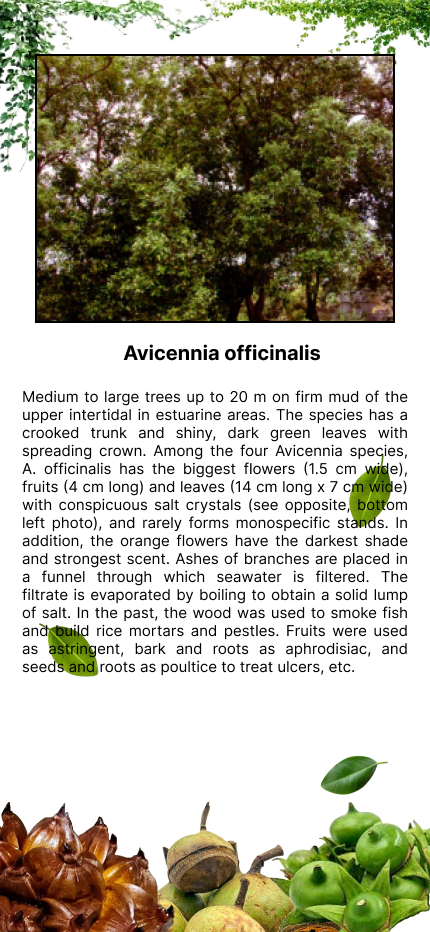 Avicennia officinalis
Medium to large trees up to 20 m on firm mud of the
upper intertidal in estuarine areas. The species has a
crooked trunk and shiny, dark green leaves with
spreading crown. Among the four Avicennia species,
A. officinalis has the biggest flowers (1.5 cm wide),
fruits (4 cm long) and leaves (14 cm long x 7 cm wide)
with conspicuous salt crystals (see opposite, bottom
left photo), and rarely forms monospecific stands. In
addition, the orange flowers have the darkest shade
and strongest scent. Ashes of branches are placed in
a funnel through which seawater is filtered. The
filtrate is evaporated by boiling to obtain a solid lump
of salt. In the past, the wood was used to smoke fish
and build rice mortars and pestles. Fruits were used
as astringent, bark and roots as aphrodisiac, and
seeds and roots as poultice to treat ulcers, etc.